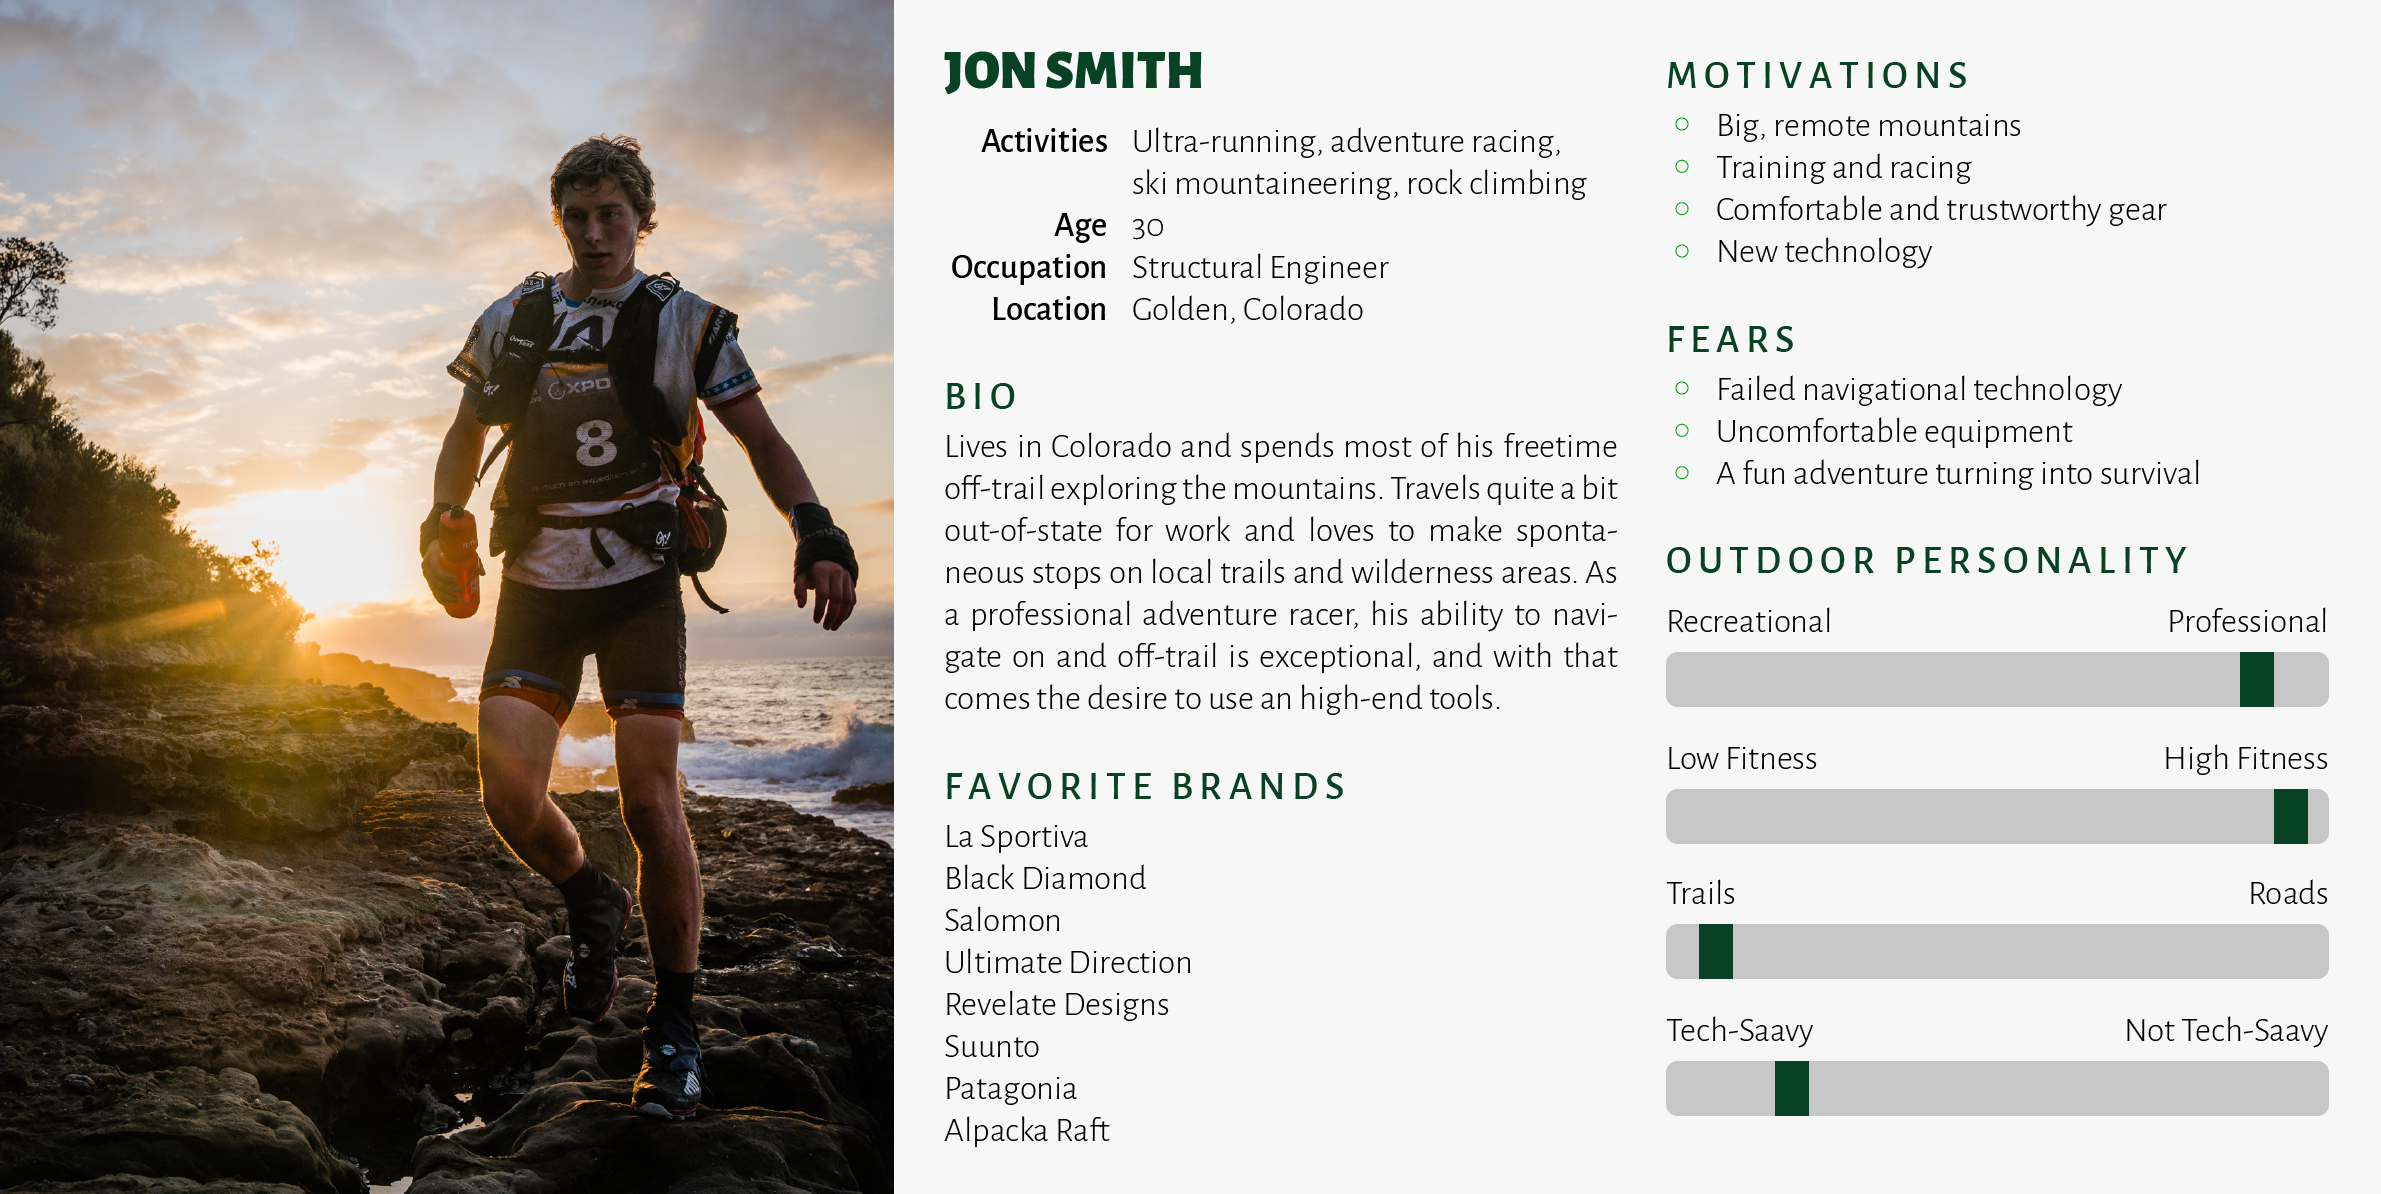 EXPD
8
JON SMITH
Activities Ultra-running, adventure racing,
ski mountaineering, rock climbing
Age 30
Occupation Structural Engineer
Location Golden, Colorado
BIO
Lives in Colorado and spends most of his freetime
off-trail exploring the mountains. Travels quite a bit
out-of-state for work and loves to make sponta-
neous stops on local trails and wilderness areas. As
a professional adventure racer, his ability to navi-
gate on and off-trail is exceptional, and with that
comes the desire to use an high-end tools.
FAVORITE BRANDS
La Sportiva
Black Diamond
Salomon
Ultimate Direction
Revelate Designs
Suunto
Patagonia
Alpacka Raft
MOTIVATIONS
Big, remote mountains
Training and racing
Comfortable and trustworthy gear
New technology
FEARS
Failed navigational technology
Uncomfortable equipment
A fun adventure turning into survival
OUTDOOR PERSONALITY
Recreational Professional
Low Fitness High Fitness
Trails Roads
Tech-Saavy Not Tech-Saavy